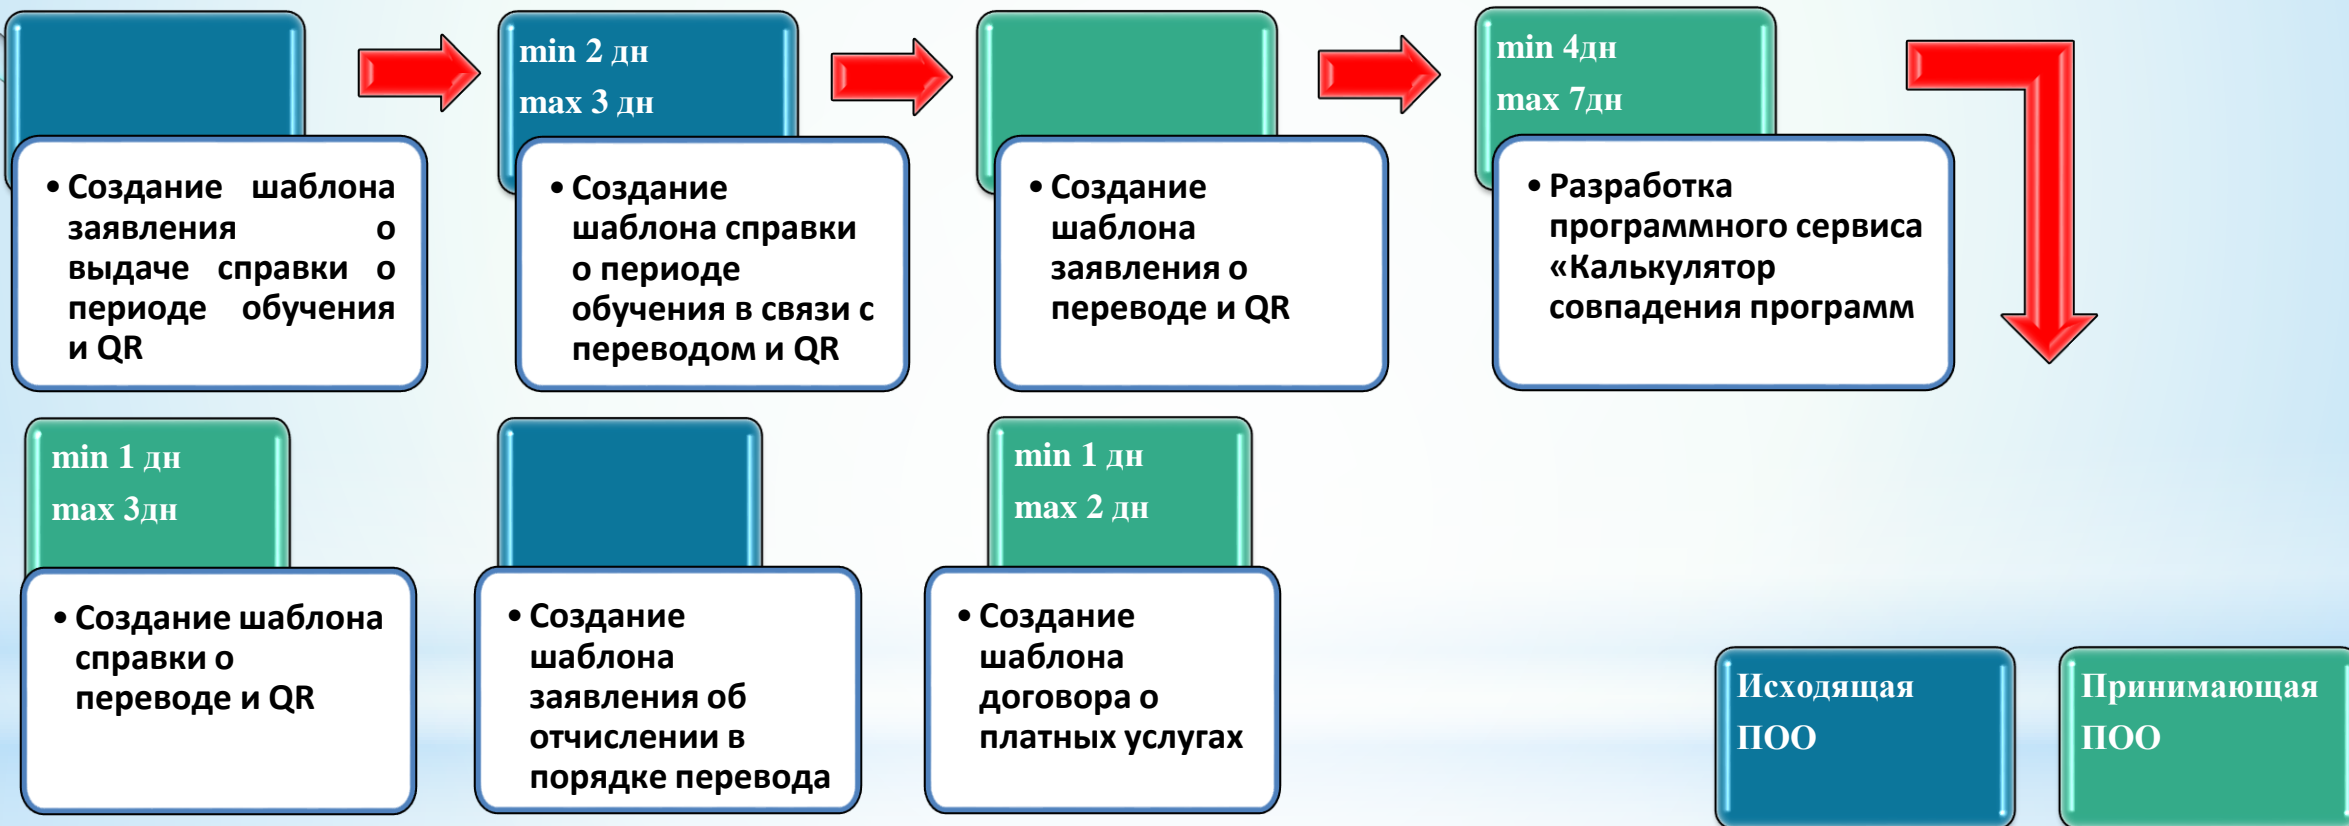 min 2 дн
max 3 дн
min 4дн
max 7дн
• Создание шаблона
заявления о
выдаче справки о
периоде обучения
и QR
• Создание
шаблона справки
о периоде
обучения в связи с
переводом и QR
• Создание
шаблона
заявления о
переводе и QR
• Разработка
программного сервиса
«Калькулятор
совпадения программ
min 1 дн
max 3дн
min 1 дн
max 2 дн
• Создание шаблона
справки о
переводе и QR
• Создание
шаблона
заявления об
отчислении в
порядке перевода
• Создание
шаблона
договора о
платных услугах
Исходящая
ПОО
Принимающая
ПОО